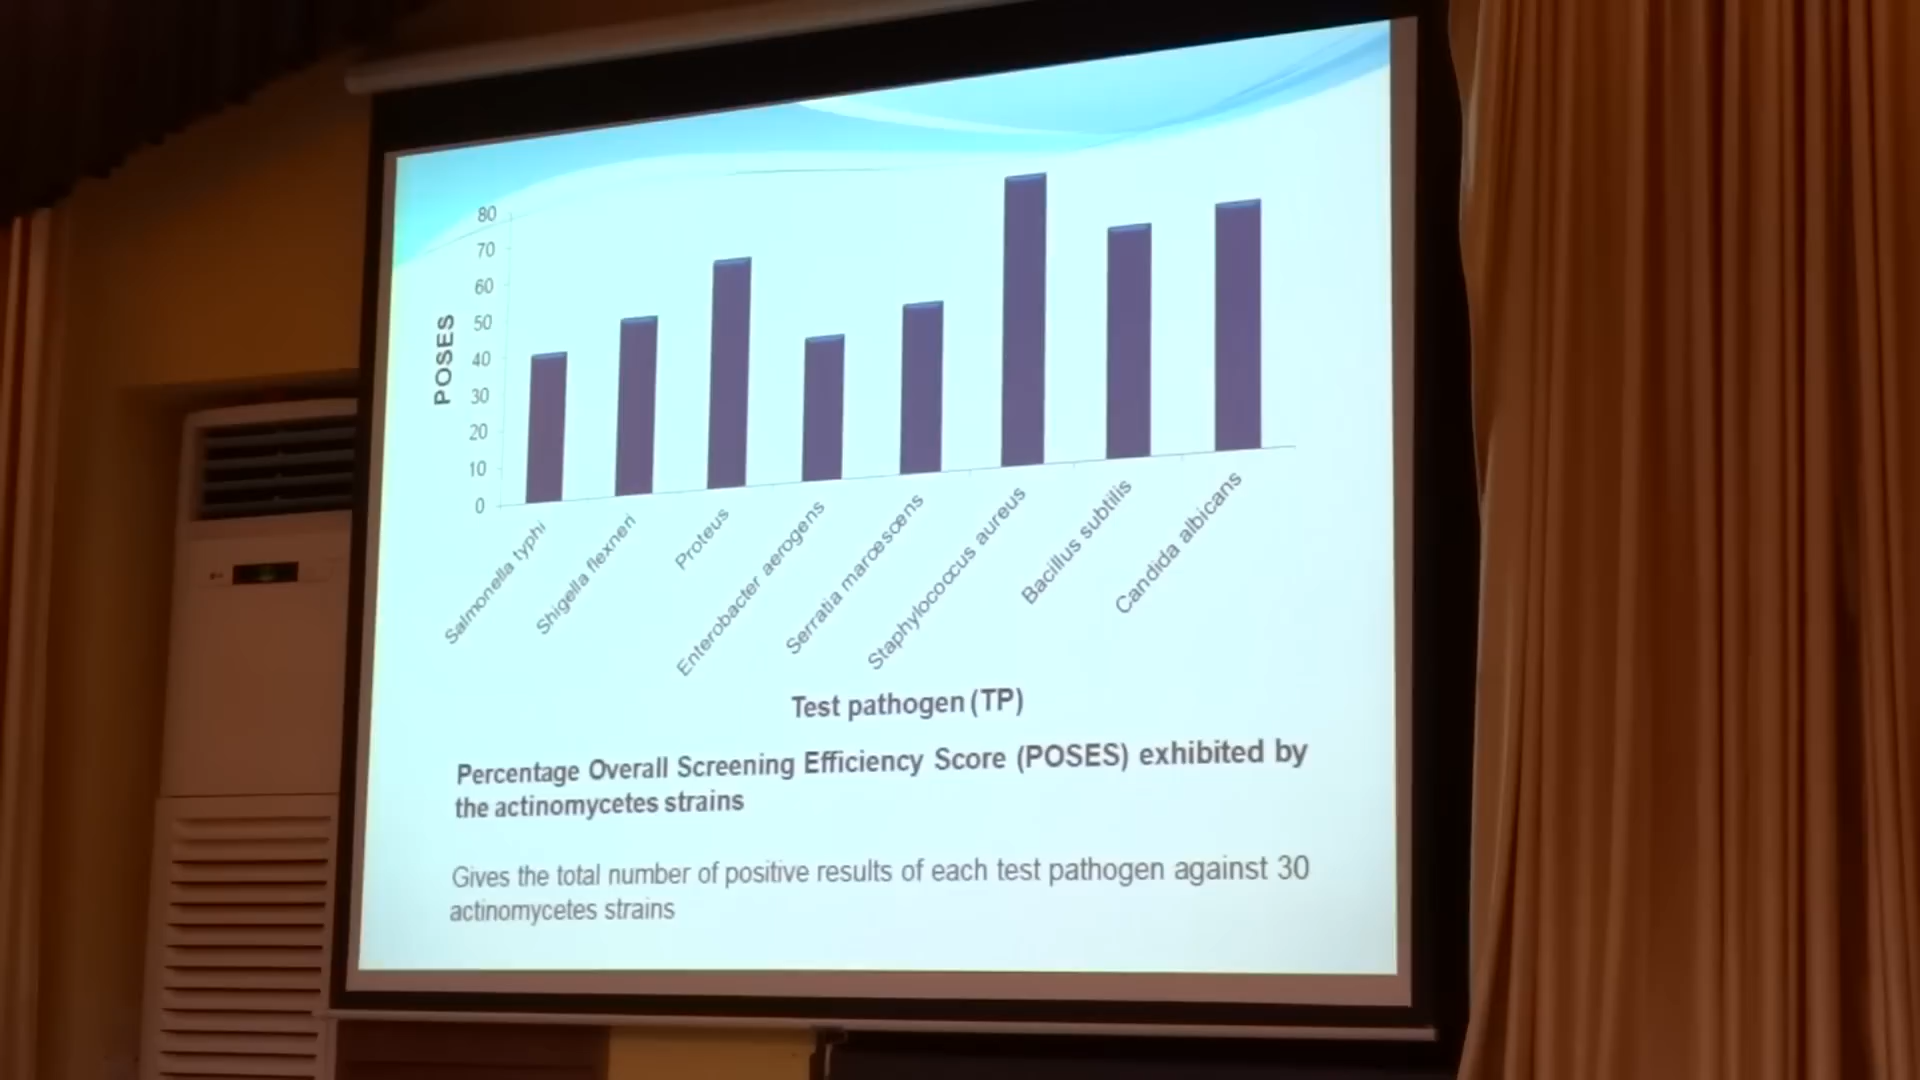 80
70
60
50
40
30
20
10
0
POSES
Salmonella typhi
Shigella flexneri
Proteus
Enterobacter aerogens
Serratia marcescens
Staphylococcus aureus
Bacillus subtilis
Candida albicans
Test pathogen (TP)
Percentage Overall Screening Efficiency Score (POSES) exhibited by
the actinomycetes strains
Gives the total number of positive results of each test pathogen against 30
actinomycetes strains